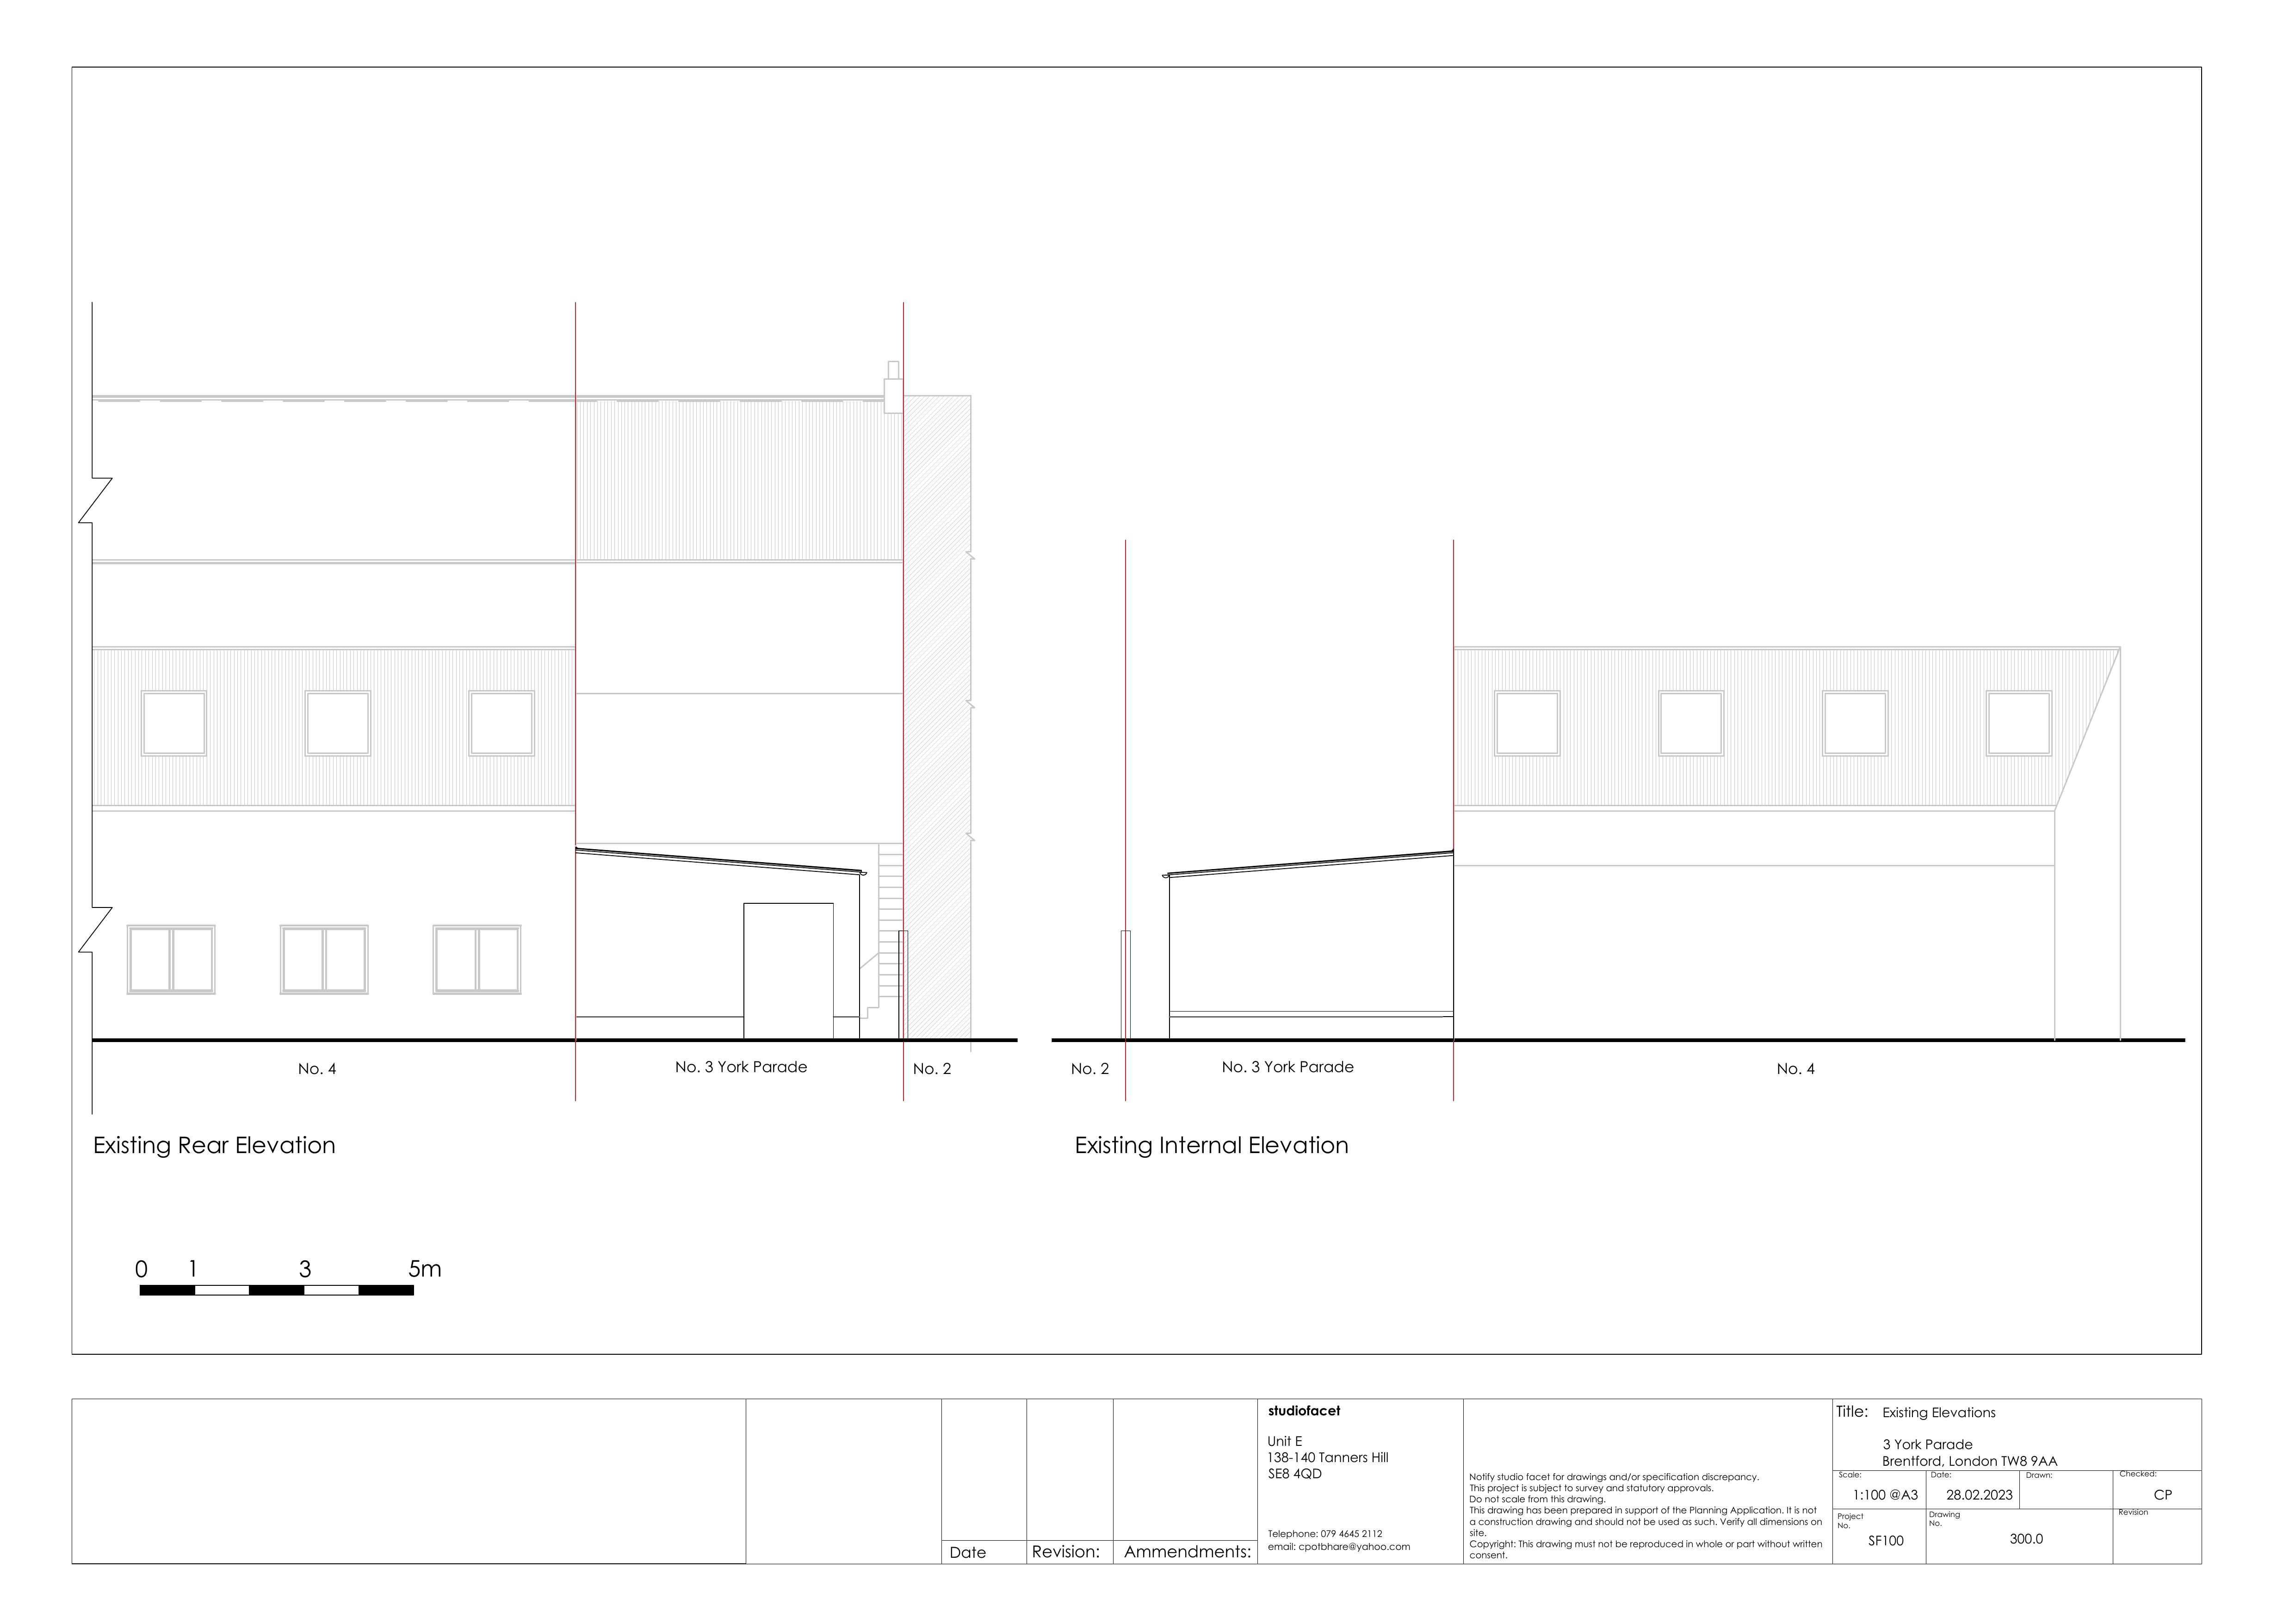 No. 4
No. 3 York Parade
No. 2
No. 2
No. 3 York Parade
No. 4
Existing Rear Elevation
Existing Internal Elevation
0 1 3 5m
Date
Revision:
Ammendments:
studiofacet
Unit E
138-140 Tanners Hill
SE8 4QD
Telephone: 079 4645 2112
email: cpotbhare@yahoo.com
Notify studio facet for drawings and/or specification discrepancy.
This project is subject to survey and statutory approvals.
Do not scale from this drawing.
This drawing has been prepared in support of the Planning Application. It is not
a construction drawing and should not be used as such. Verify all dimensions on
site.
Copyright: This drawing must not be reproduced in whole or part without written
consent.
Title: Existing Elevations
3 York Parade
Brentford, London TW8 9AA
Scale:
1:100 @A3
Date:
28.02.2023
Drawn:
Checked:
CP
Project
No.
SF100
Drawing
No.
300.0
Revision